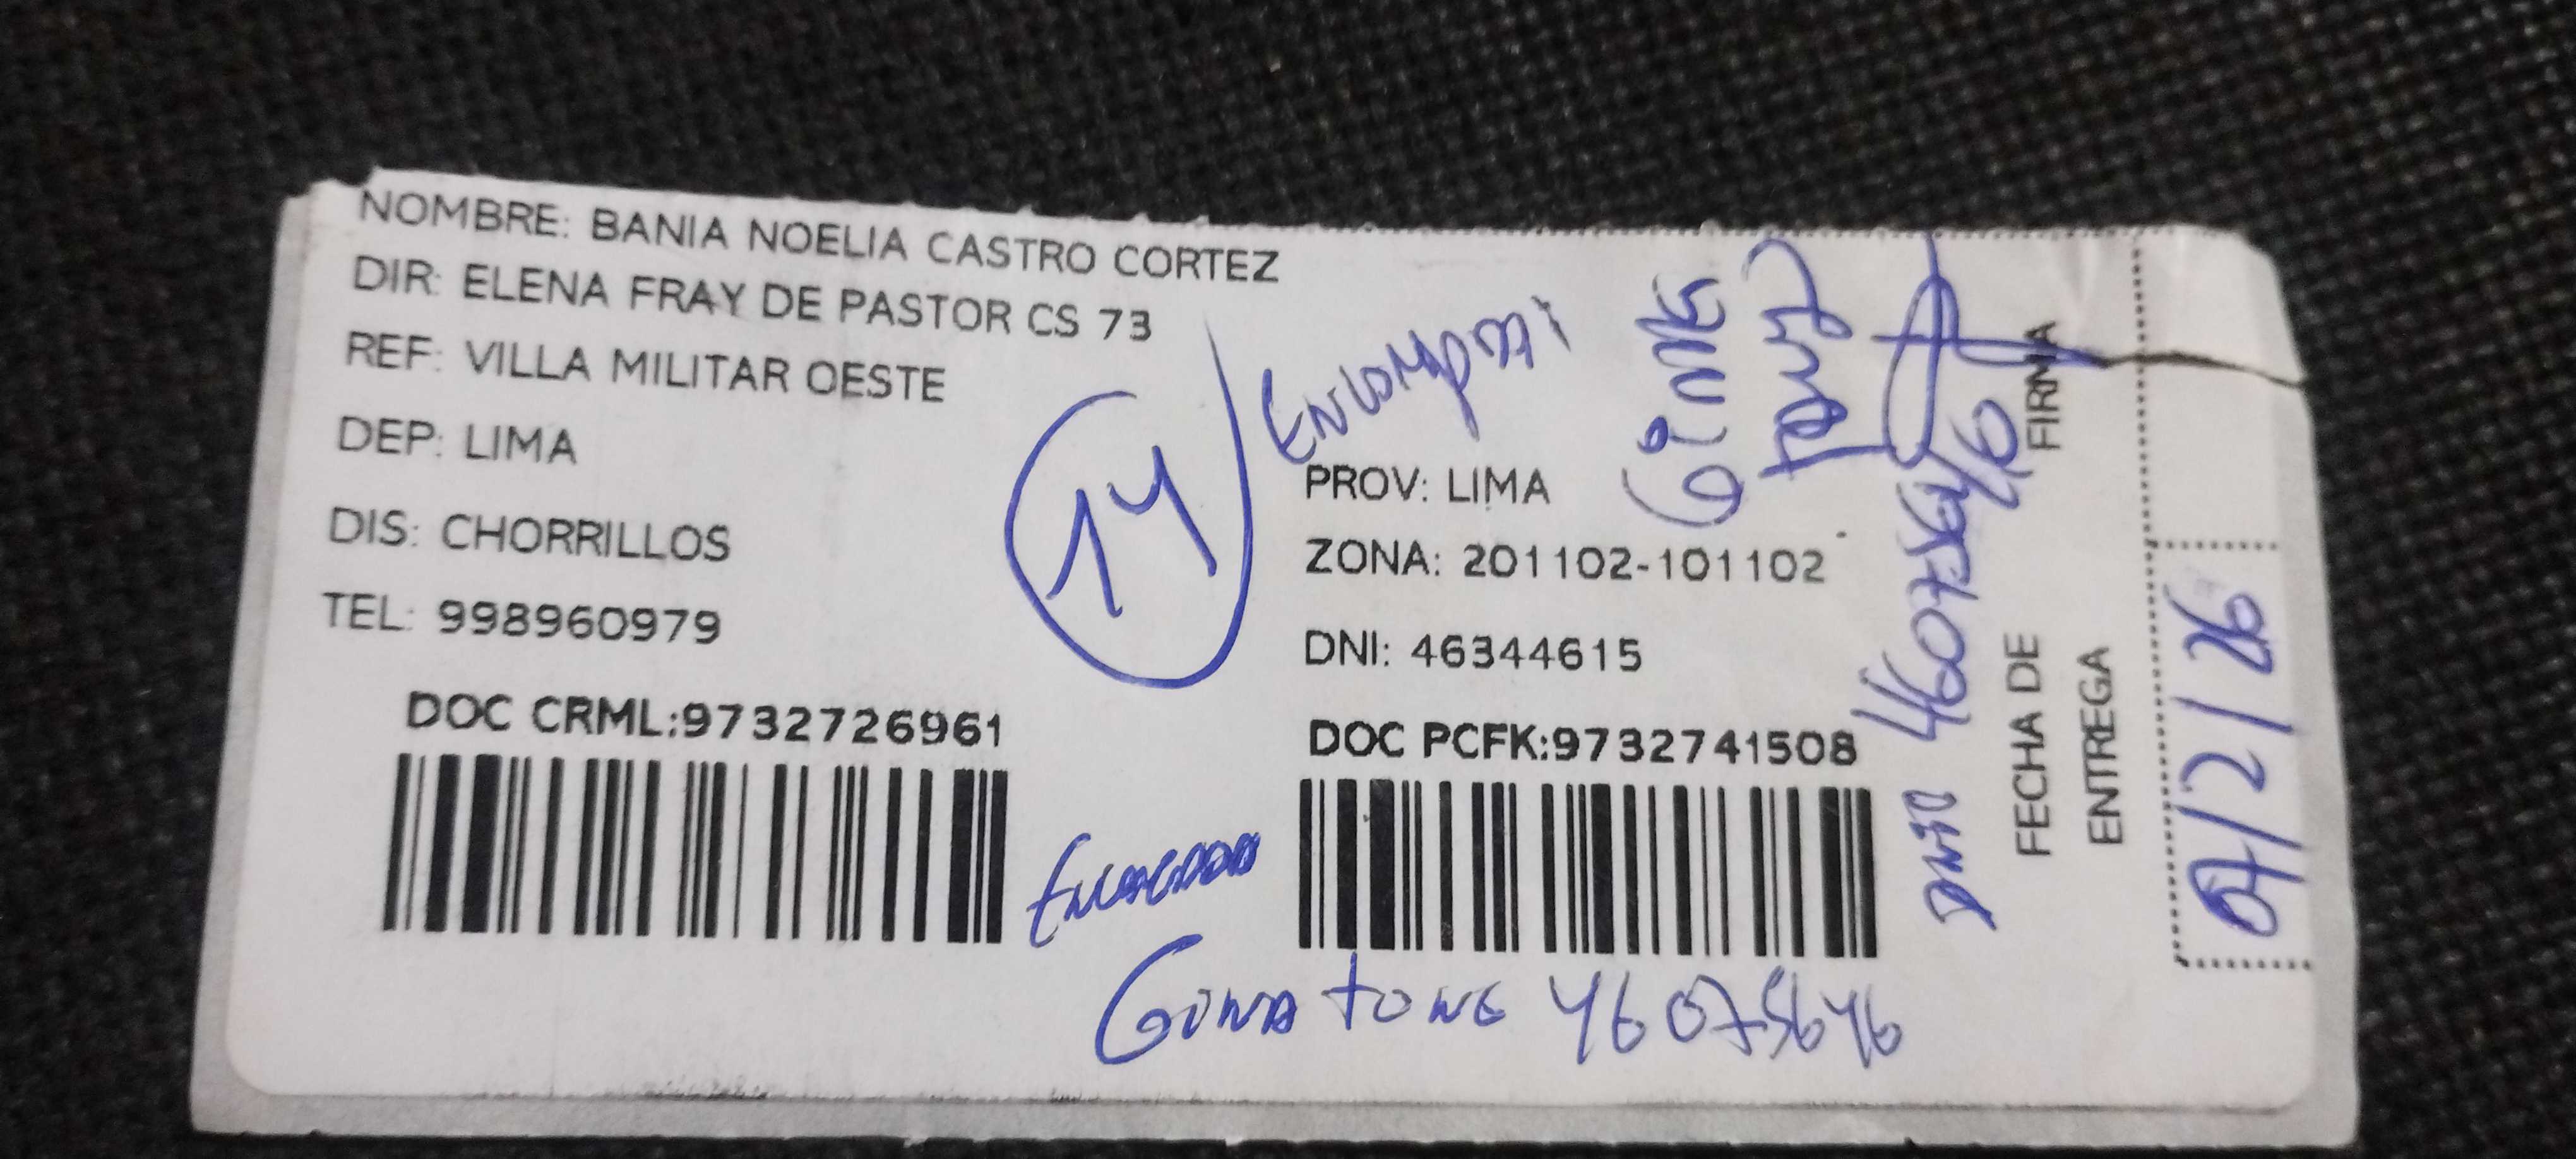 NOMBRE: BANIA NOELIA CASTRO CORTEZ
DIR: ELENA FRAY DE PASTOR CS 73
REF: VILLA MILITAR OESTE
DEP: LIMA
PROV: LIMA
DIS: CHORRILLOS
ZONA: 201102-101102
TEL: 998960979
DNI: 46344615
14
DOC CRML:9732726961
DOC PCFK:9732741508
46075646
46075646
FIRMA
FECHA DE
ENTREGA